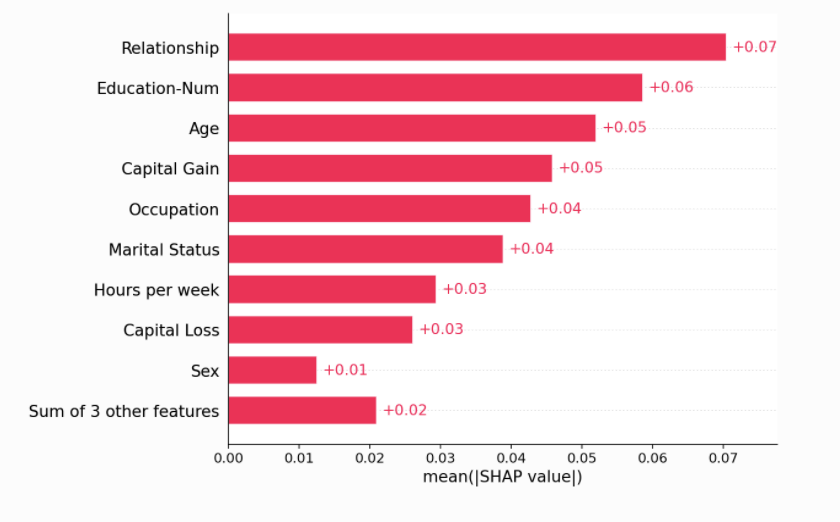 Relationship +0.07
Education-Num +0.06
Age +0.05
Capital Gain +0.05
Occupation +0.04
Marital Status +0.04
Hours per week +0.03
Capital Loss +0.03
Sex +0.01
Sum of 3 other features +0.02
0.00 0.01 0.02 0.03 0.04 0.05 0.06 0.07
mean(|SHAP value|)